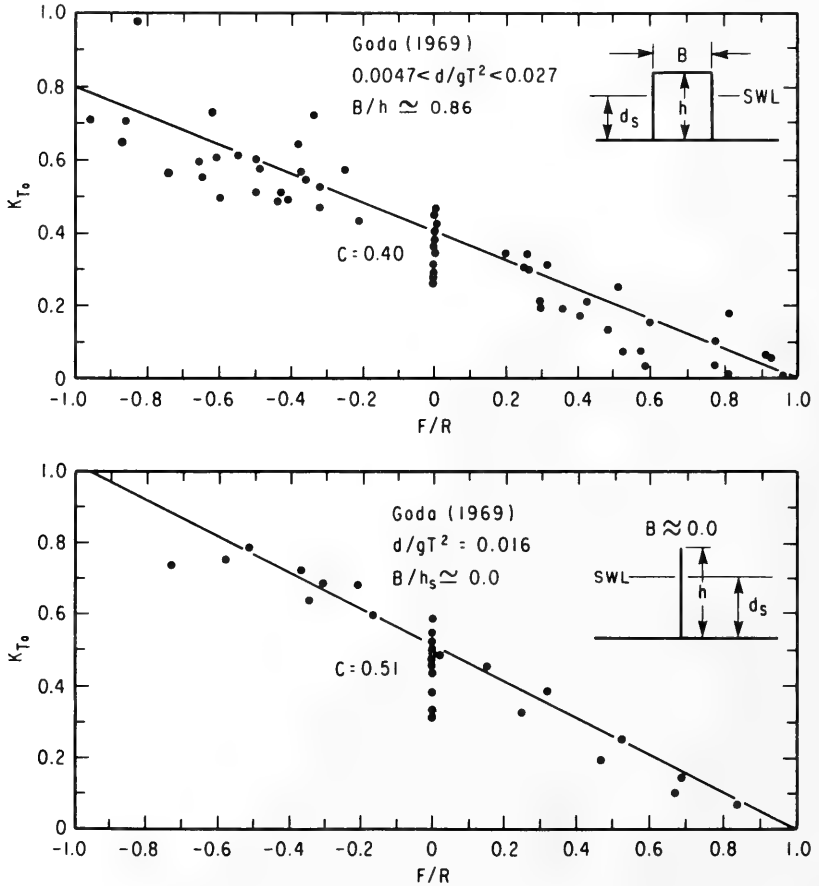 1.0
0.8
0.6
0.4
0.2
0
K_To
Goda (1969)
0.0047< d/gT² <0.027
B/h ≃ 0.86
B
h
d_s
SWL
C=0.40
-1.0 -0.8 -0.6 -0.4 -0.2 0 0.2 0.4 0.6 0.8 1.0
F/R
1.0
0.8
0.6
0.4
0.2
0
K_To
Goda (1969)
d/gT² = 0.016
B/h_s ≃ 0.0
B ≈ 0.0
SWL
h
d_s
C=0.51
-1.0 -0.8 -0.6 -0.4 -0.2 0 0.2 0.4 0.6 0.8 1.0
F/R